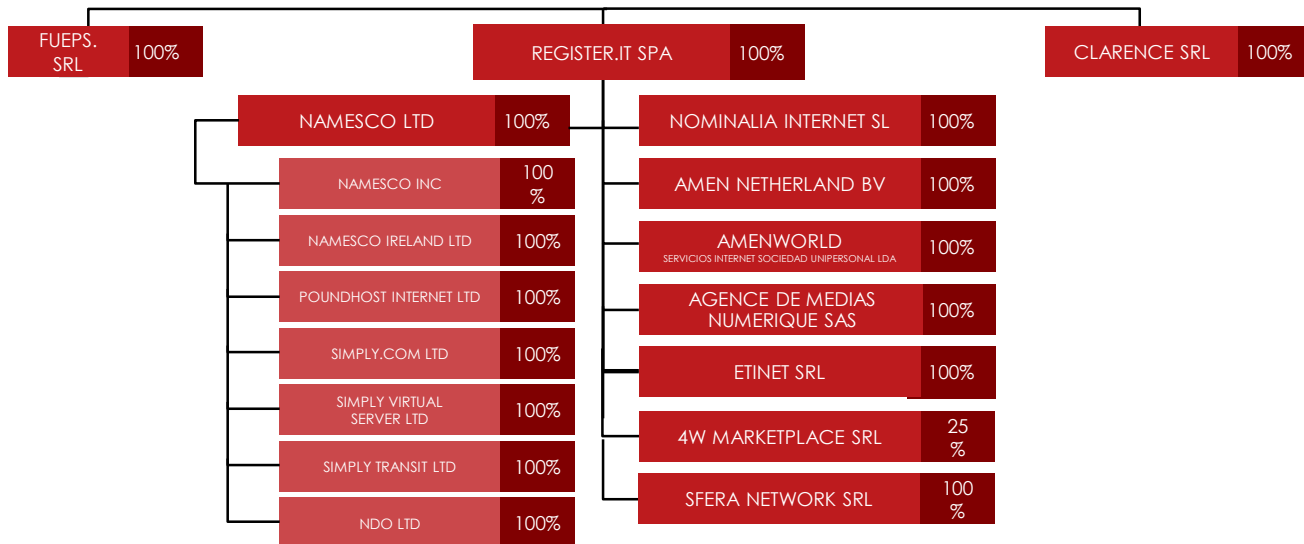 FUEPS.
SRL
100%
REGISTER.IT SPA
100%
CLARENCE SRL
100%
NAMESCO LTD
100%
NAMESCO INC
100
%
NAMESCO IRELAND LTD
100%
POUNDHOST INTERNET LTD
100%
SIMPLY.COM LTD
100%
SIMPLY VIRTUAL
SERVER LTD
100%
SIMPLY TRANSIT LTD
100%
NDO LTD
100%
NOMINALIA INTERNET SL
100%
AMEN NETHERLAND BV
100%
AMENWORLD
SERVICIOS INTERNET SOCIEDAD UNIPERSONAL LDA
100%
AGENCE DE MEDIAS
NUMERIQUE SAS
100%
ETINET SRL
100%
4W MARKETPLACE SRL
25
%
SFERA NETWORK SRL
100
%